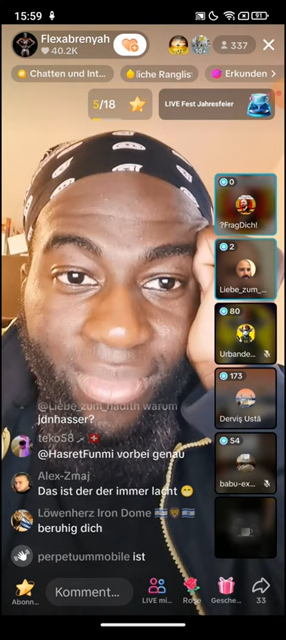 15:59
91
Flexabrenyah
40.2K
337
Chatten und Int...
liche Ranglis
Erkunden >
5/18
LIVE Fest Jahresfeier
0
?FragDich!
2
Liebe_zum_...
80
Urbande...
173
Derviş Ustâ
54
babu-ex...
@Liebe_zum_hadith warum
jdnhasser?
teko58
@HasretFunmi vorbei genau
Alex-Zmaj
Das ist der der immer lacht 😁
Löwenherz Iron Dome
beruhig dich
perpetuummobile ist
Abonn...
Komment...
LIVE mi...
Rose
Gesche...
33